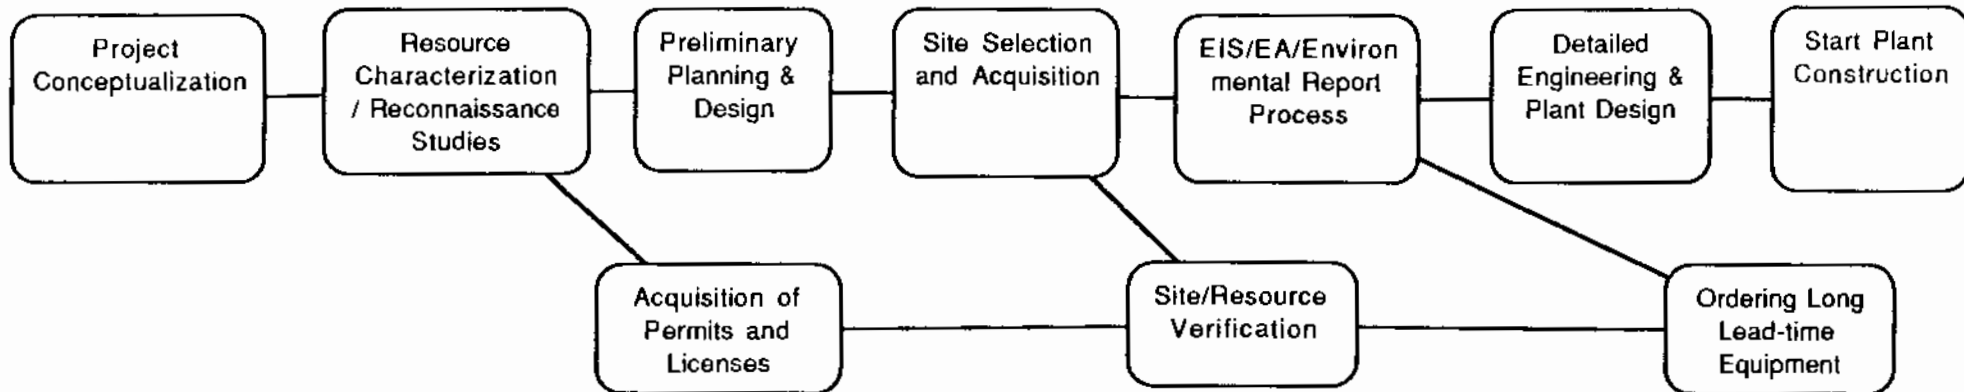 Project
Conceptualization
Resource
Characterization
/ Reconnaissance
Studies
Preliminary
Planning &
Design
Site Selection
and Acquisition
EIS/EA/Environ
mental Report
Process
Detailed
Engineering &
Plant Design
Start Plant
Construction
Acquisition of
Permits and
Licenses
Site/Resource
Verification
Ordering Long
Lead-time
Equipment